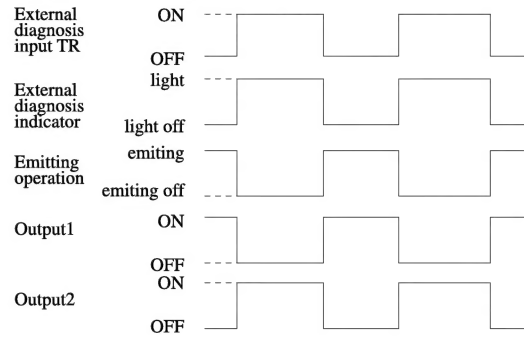 External
diagnosis
input TR
ON
OFF
External
diagnosis
indicator
light
light off
Emitting
operation
emiting
emiting off
Output1
ON
OFF
Output2
ON
OFF